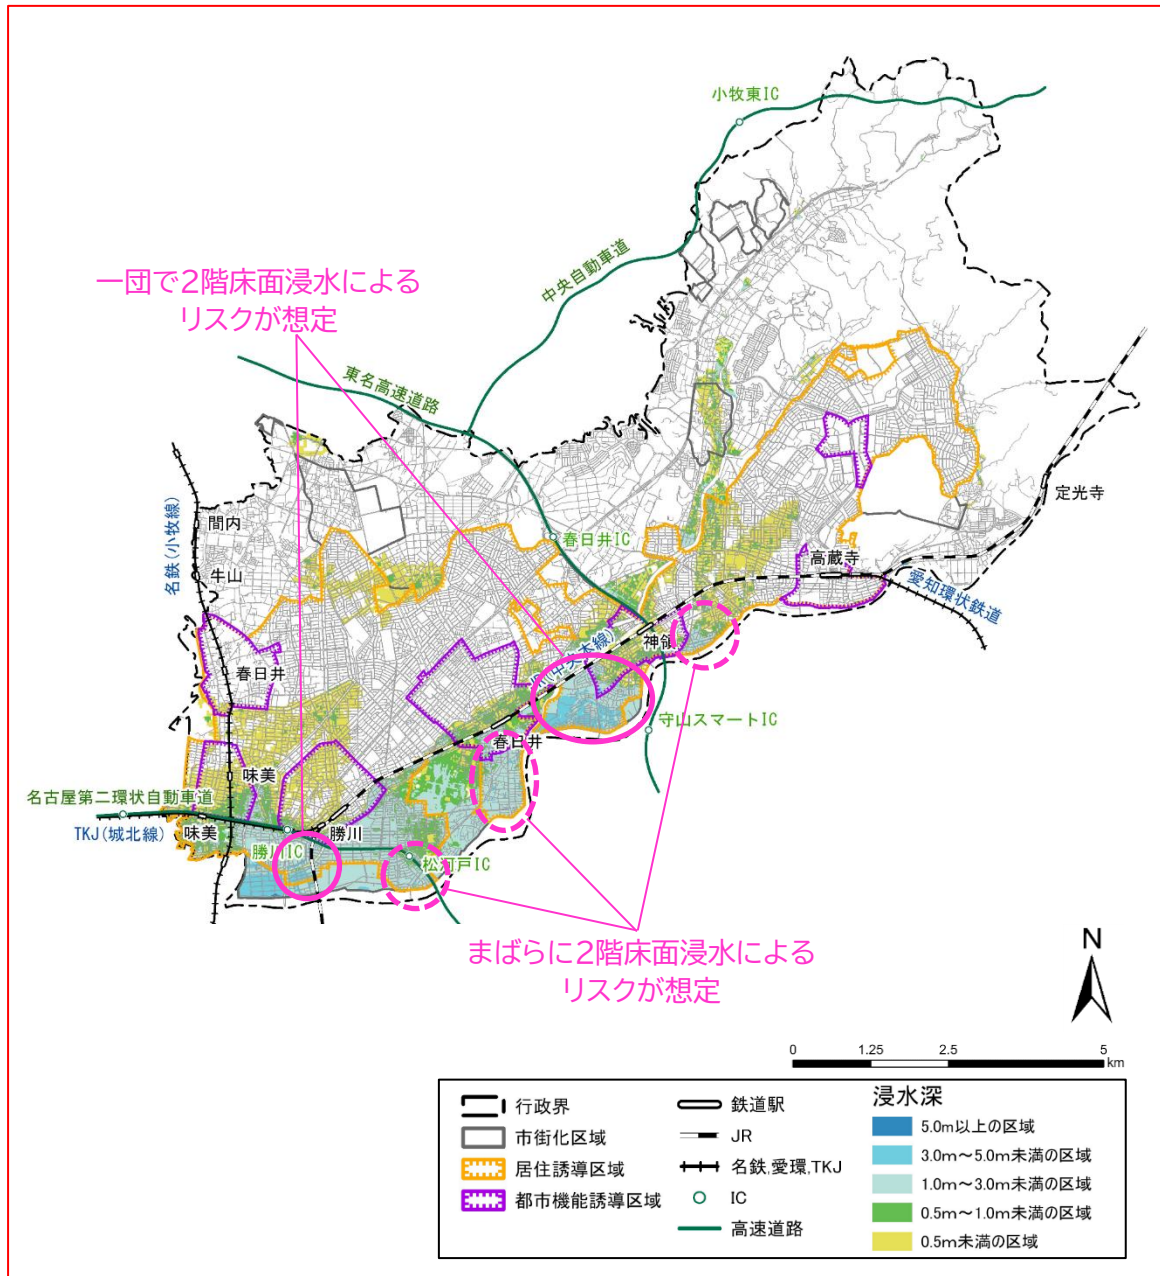 小牧東IC
中央自動車道
一団で2階床面浸水による
リスクが想定
東名高速道路
名鉄(小牧線)
間内
牛山
春日井
春日井IC
定光寺
高蔵寺
愛知環状鉄道
神領
JR(中央本線)
守山スマートIC
春日井
味美
名古屋第二環状自動車道
TKJ(城北線)
味美
勝川
勝川IC
松河戸IC
まばらに2階床面浸水による
リスクが想定
N
0 1.25 2.5 5
km
行政界
市街化区域
居住誘導区域
都市機能誘導区域
鉄道駅
JR
名鉄,愛環,TKJ
IC
高速道路
浸水深
5.0m以上の区域
3.0m~5.0m未満の区域
1.0m~3.0m未満の区域
0.5m~1.0m未満の区域
0.5m未満の区域